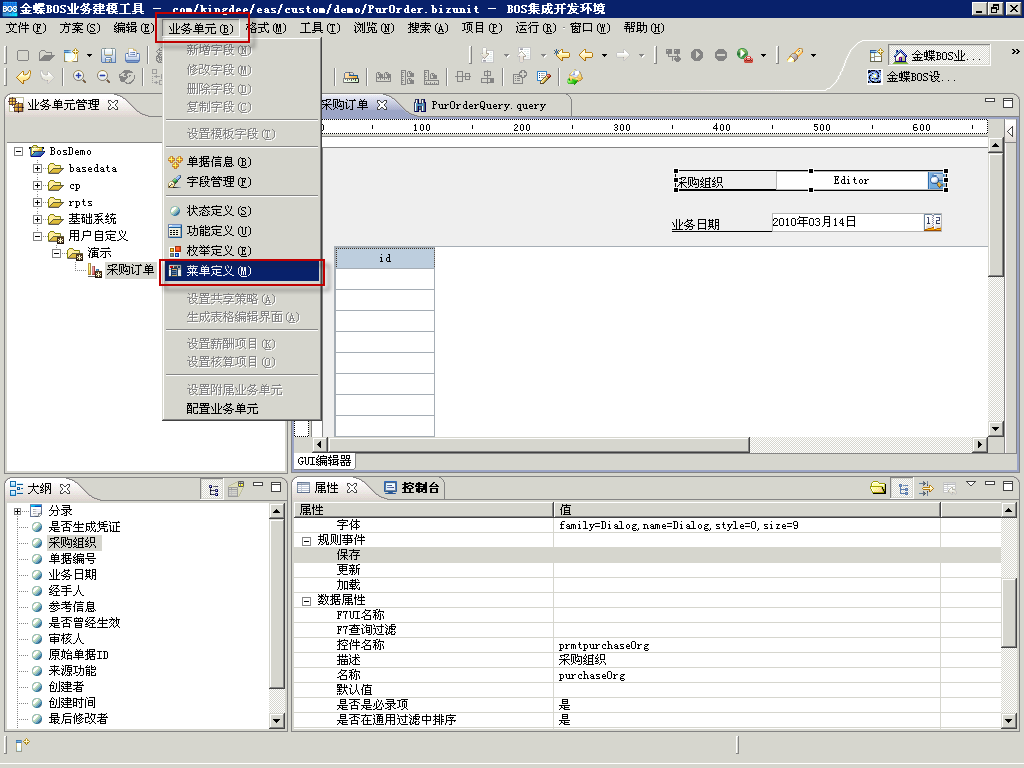 金蝶BOS业务建模工具 - com/kingdee/eas/custom/demo/PurOrder.bizunit - BOS集成开发环境
文件(F) 方案(S) 编辑(E) 业务单元(B) 格式(M) 工具(T) 浏览(N) 搜索(A) 项目(P) 运行(R) 窗口(W) 帮助(H)
金蝶BOS业...
金蝶BOS设...
业务单元管理
BosDemo
basedata
cp
rpts
基础系统
用户自定义
演示
采购订单
新增字段(N)
修改字段(M)
删除字段(D)
复制字段(C)
设置模板字段(T)
单据信息(B)
字段管理(F)
状态定义(S)
功能定义(U)
枚举定义(E)
菜单定义(M)
设置共享策略(A)
生成表格编辑界面(A)
设置薪酬项目(K)
设置核算项目(O)
设置附属业务单元
配置业务单元
采购订单 PurOrderQuery.query
0 100 200 300 400 500 600
采购组织 Editor
业务日期 2010年03月14日 12
id
GUI编辑器
大纲
分录
是否生成凭证
采购组织
单据编号
业务日期
经手人
参考信息
是否曾经生效
审核人
原始单据ID
来源功能
创建者
创建时间
最后修改者
属性 控制台
属性 值
字体 family=Dialog,name=Dialog,style=0,size=9
规则事件
保存
更新
加载
数据属性
F7UI名称
F7查询过滤
控件名称 prmtpurchaseOrg
描述 采购组织
名称 purchaseOrg
默认值
是否是必录项 是
是否在通用过滤中排序 是